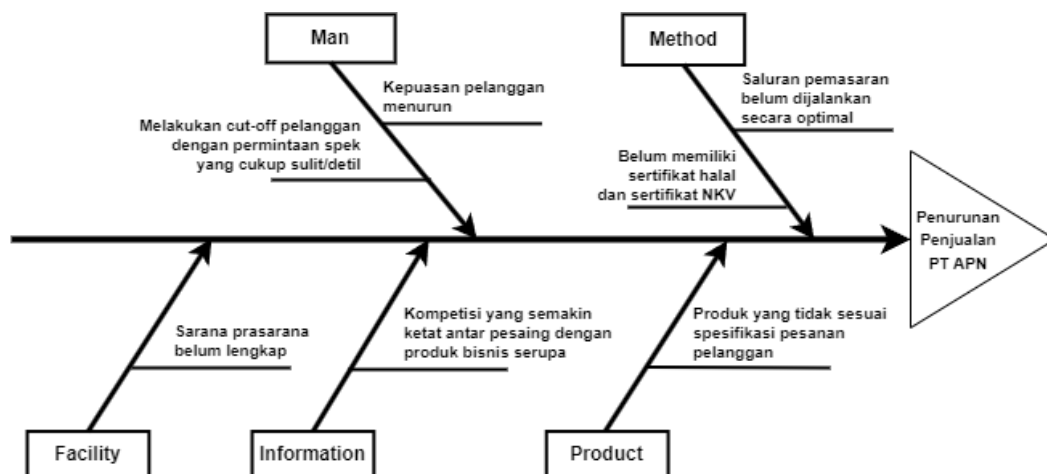 Man
Method
Kepuasan pelanggan
menurun
Melakukan cut-off pelanggan
dengan permintaan spek
yang cukup sulit/detil
Saluran pemasaran
belum dijalankan
secara optimal
Belum memiliki
sertifikat halal
dan sertifikat NKV
Penurunan
Penjualan
PT APN
Sarana prasarana
belum lengkap
Kompetisi yang semakin
ketat antar pesaing dengan
produk bisnis serupa
Produk yang tidak sesuai
spesifikasi pesanan
pelanggan
Facility
Information
Product